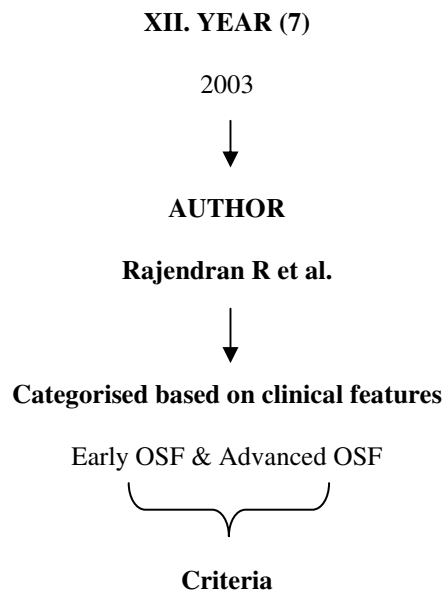 XII. YEAR (7)
2003
AUTHOR
Rajendran R et al.
Categorised based on clinical features
Early OSF & Advanced OSF
Criteria